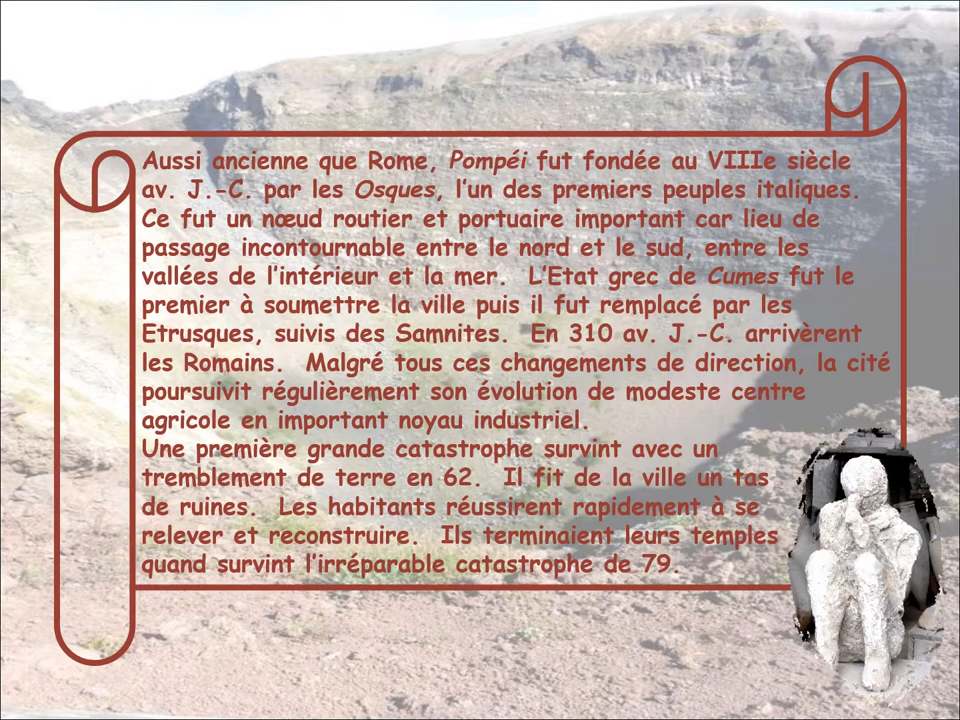 Aussi ancienne que Rome, Pompéi fut fondée au VIIIe siècle
av. J.-C. par les Osques, l’un des premiers peuples italiques.
Ce fut un nœud routier et portuaire important car lieu de
passage incontournable entre le nord et le sud, entre les
vallées de l’intérieur et la mer.  L’Etat grec de Cumes fut le
premier à soumettre la ville puis il fut remplacé par les
Etrusques, suivis des Samnites.  En 310 av. J.-C. arrivèrent
les Romains.  Malgré tous ces changements de direction, la cité
poursuivit régulièrement son évolution de modeste centre
agricole en important noyau industriel.
Une première grande catastrophe survint avec un
tremblement de terre en 62.  Il fit de la ville un tas
de ruines.  Les habitants réussirent rapidement à se
relever et reconstruire.  Ils terminaient leurs temples
quand survint l’irréparable catastrophe de 79.